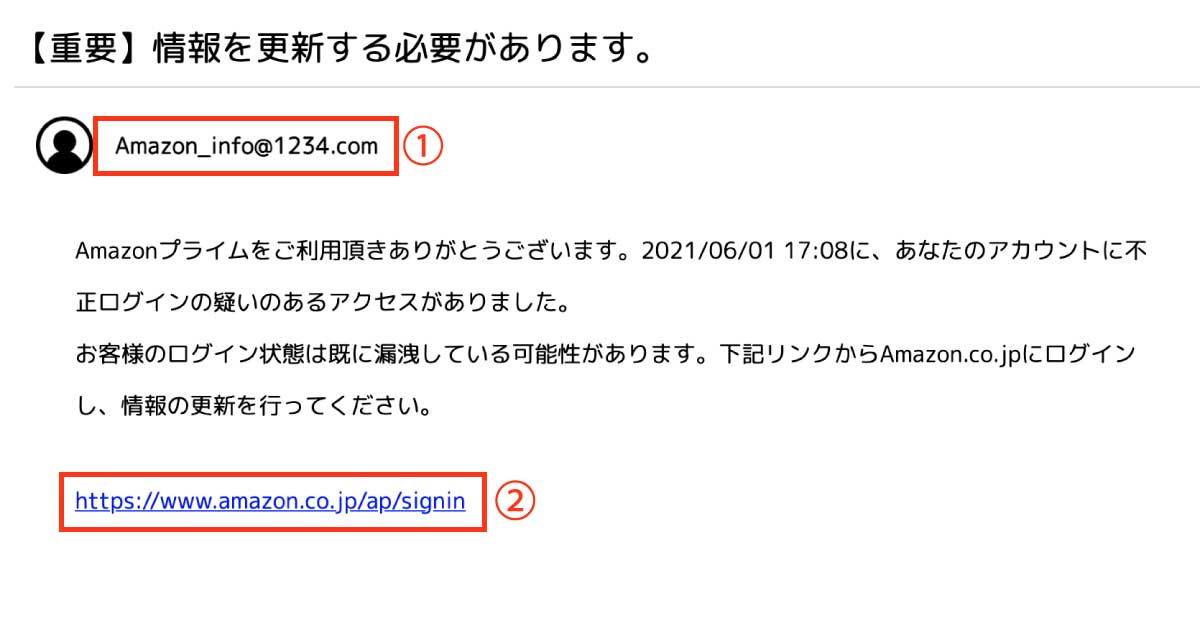 【重要】情報を更新する必要があります。
Amazon_info@1234.com ①
Amazonプライムをご利用頂きありがとうございます。2021/06/01 17:08に、あなたのアカウントに不
正ログインの疑いのあるアクセスがありました。
お客様のログイン状態は既に漏洩している可能性があります。下記リンクからAmazon.co.jpにログイン
し、情報の更新を行ってください。
https://www.amazon.co.jp/ap/signin ②